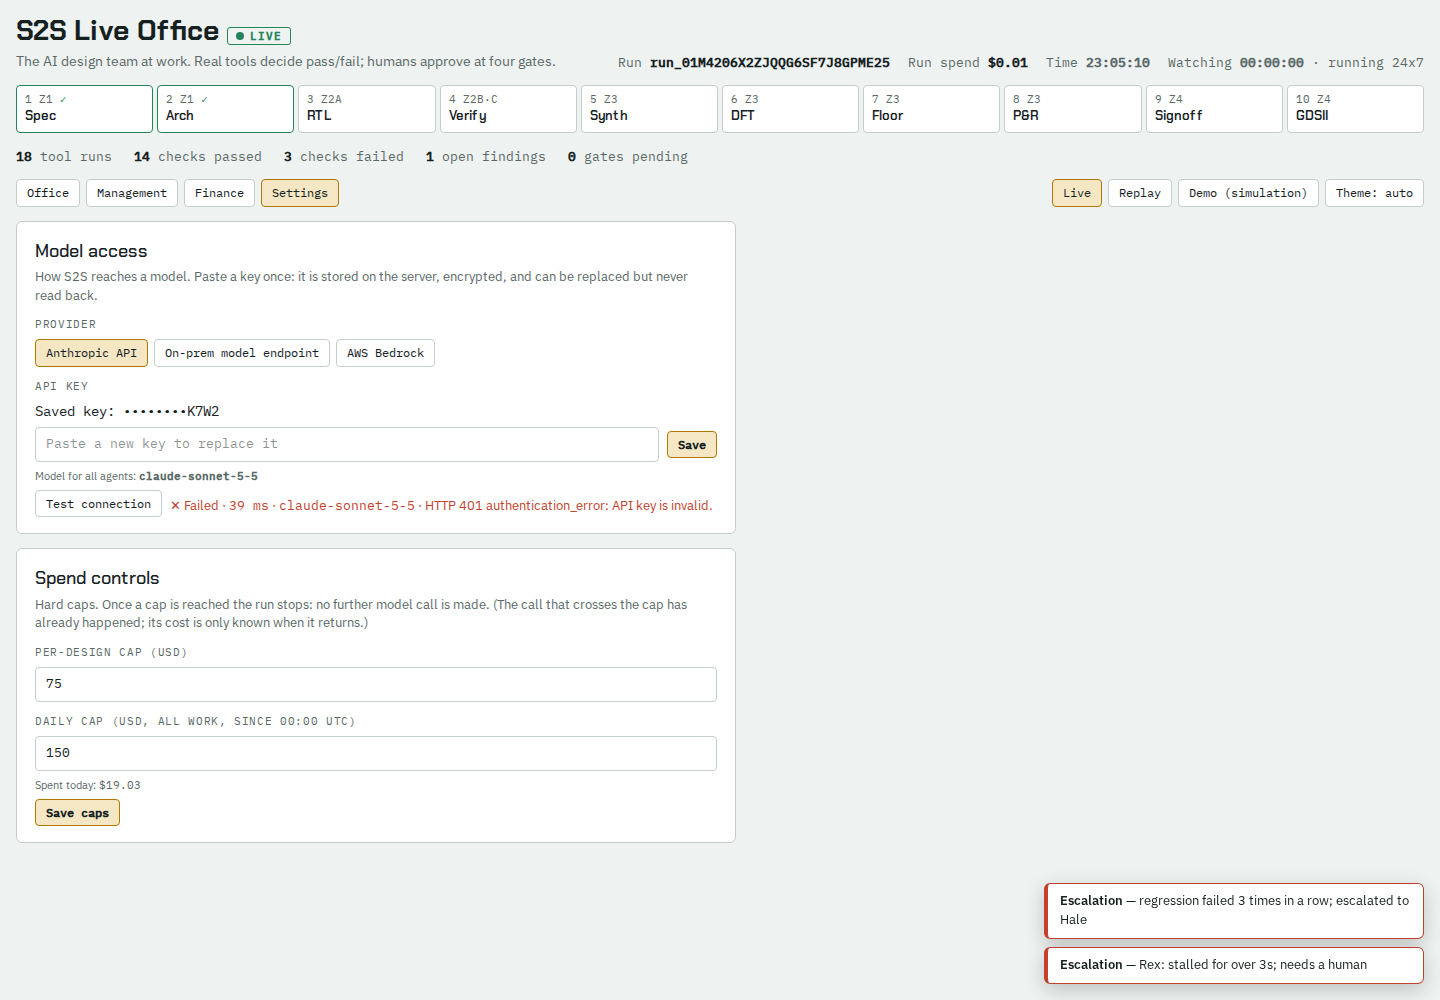 S2S Live Office ● LIVE
The AI design team at work. Real tools decide pass/fail; humans approve at four gates.
Run run_01M4206X2ZJQQG6SF7J8GPME25 Run spend $0.01 Time 23:05:10 Watching 00:00:00 · running 24x7
1 Z1 ✓
Spec
2 Z1 ✓
Arch
3 Z2A
RTL
4 Z2B·C
Verify
5 Z3
Synth
6 Z3
DFT
7 Z3
Floor
8 Z3
P&R
9 Z4
Signoff
10 Z4
GDSII
18 tool runs 14 checks passed 3 checks failed 1 open findings 0 gates pending
Office Management Finance Settings
Live Replay Demo (simulation) Theme: auto
Model access
How S2S reaches a model. Paste a key once: it is stored on the server, encrypted, and can be replaced but never
read back.
PROVIDER
Anthropic API On-prem model endpoint AWS Bedrock
API KEY
Saved key: ••••••••K7W2
Paste a new key to replace it Save
Model for all agents: claude-sonnet-5-5
Test connection ✕ Failed · 39 ms · claude-sonnet-5-5 · HTTP 401 authentication_error: API key is invalid.
Spend controls
Hard caps. Once a cap is reached the run stops: no further model call is made. (The call that crosses the cap has
already happened; its cost is only known when it returns.)
PER-DESIGN CAP (USD)
75
DAILY CAP (USD, ALL WORK, SINCE 00:00 UTC)
150
Spent today: $19.03
Save caps
Escalation — regression failed 3 times in a row; escalated to
Hale
Escalation — Rex: stalled for over 3s; needs a human